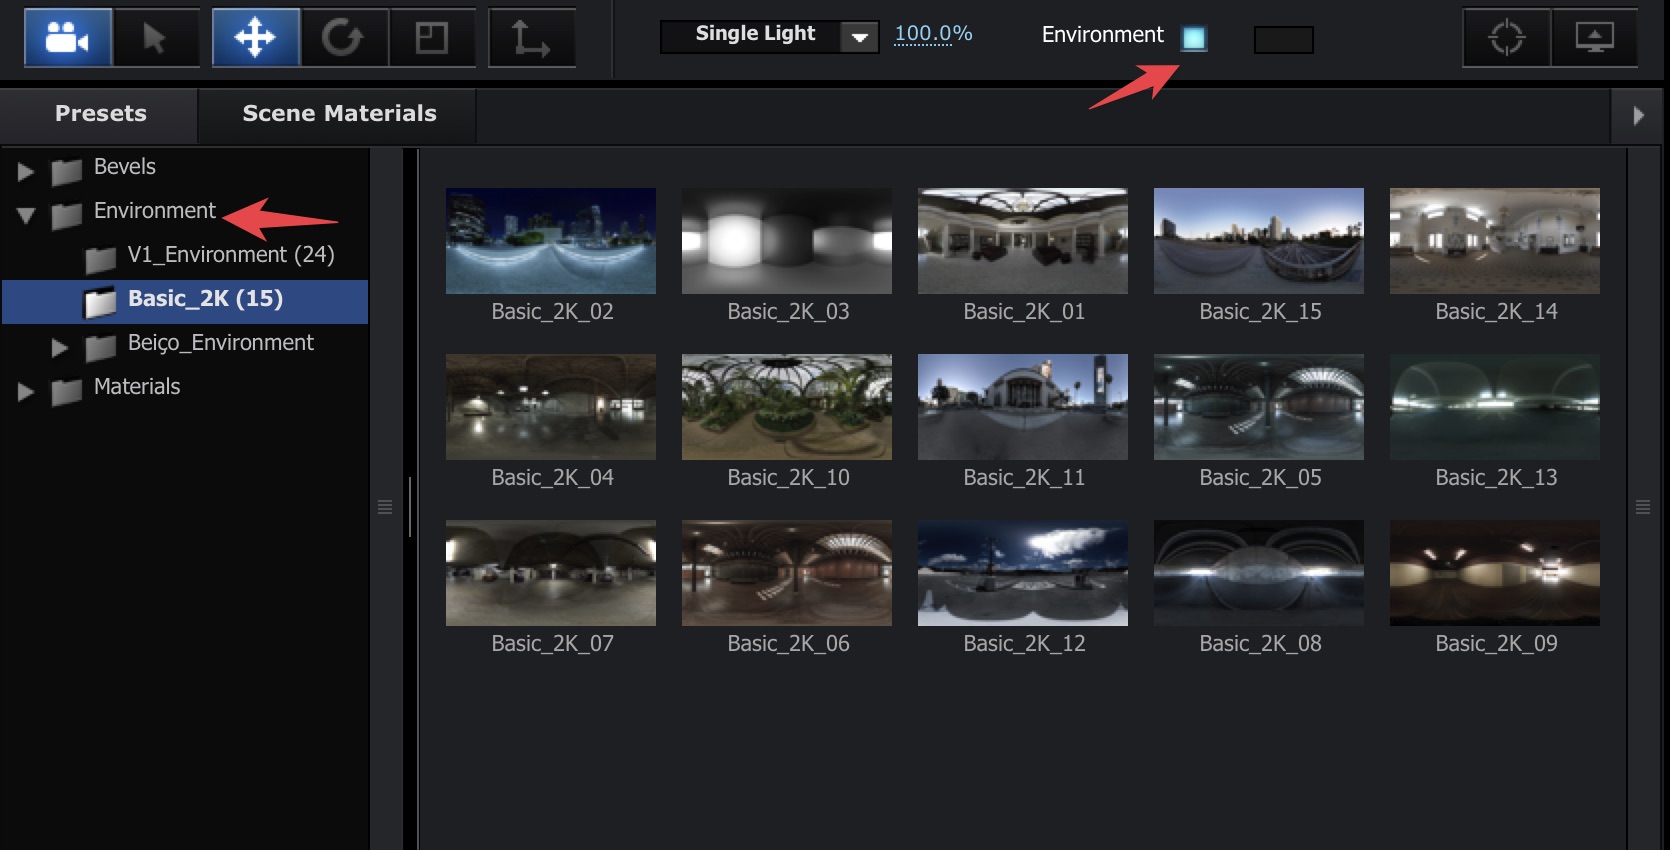 Single Light 100.0% Environment
Presets Scene Materials
Bevels
Environment
V1_Environment (24)
Basic_2K (15)
Beiço_Environment
Materials
Basic_2K_02 Basic_2K_03 Basic_2K_01 Basic_2K_15 Basic_2K_14
Basic_2K_04 Basic_2K_10 Basic_2K_11 Basic_2K_05 Basic_2K_13
Basic_2K_07 Basic_2K_06 Basic_2K_12 Basic_2K_08 Basic_2K_09